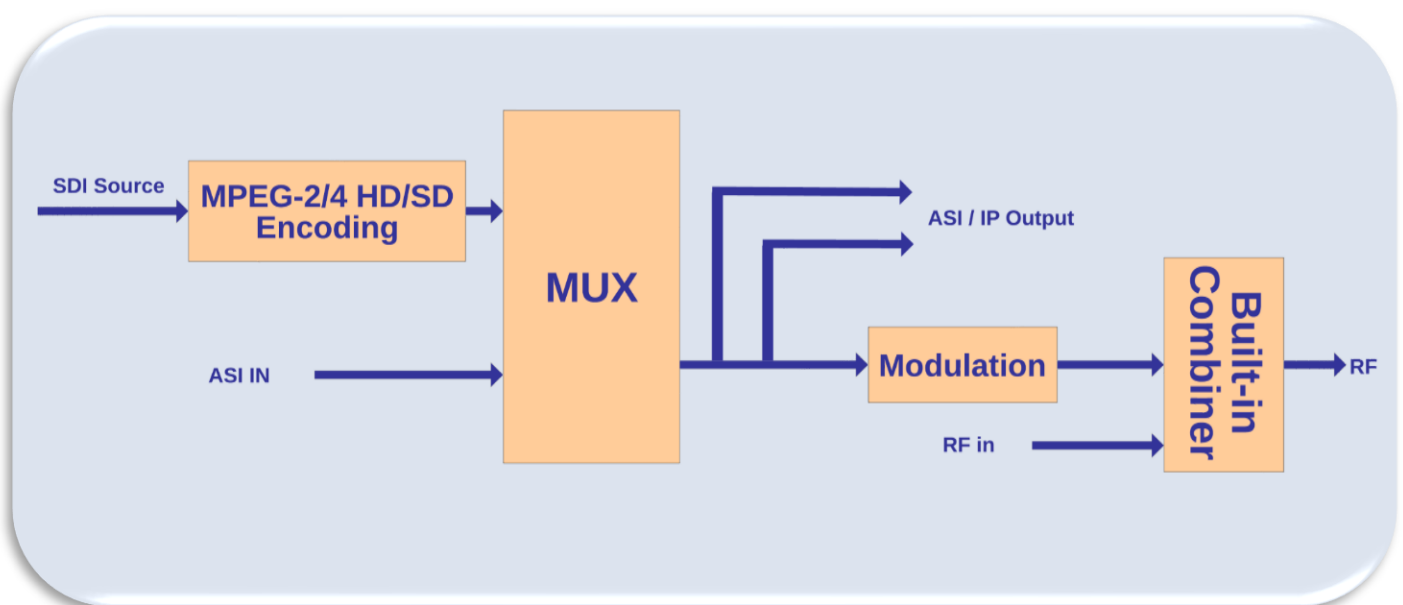 SDI Source
MPEG-2/4 HD/SD
Encoding
MUX
ASI IN
ASI / IP Output
Modulation
RF in
Built-in
Combiner
RF